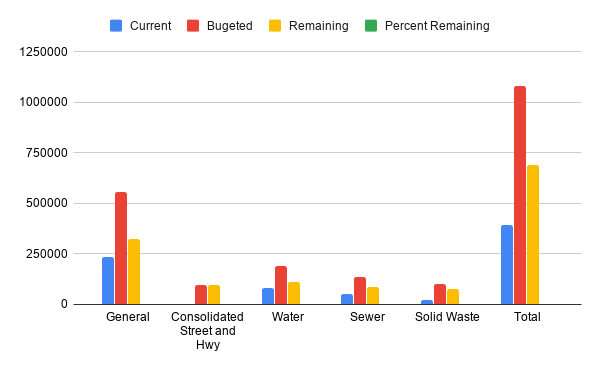 Current Bugeted Remaining Percent Remaining
1250000
1000000
750000
500000
250000
0
General Consolidated Water Sewer Solid Waste Total
Street and
Hwy